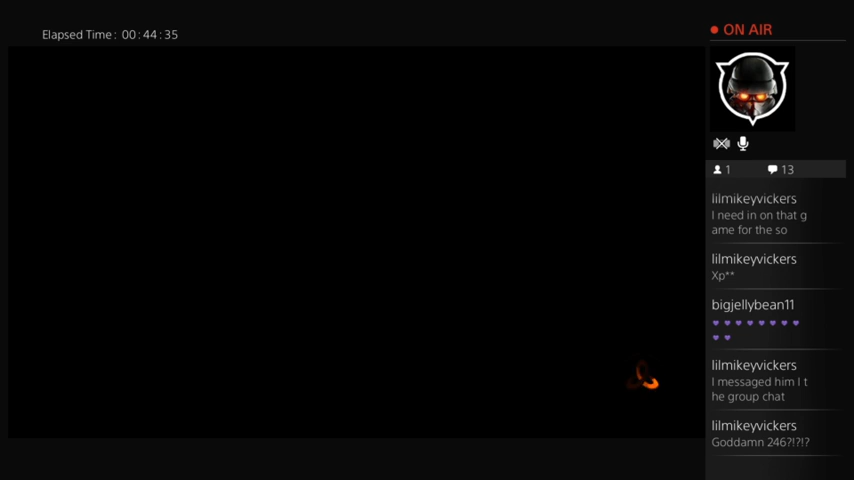 Elapsed Time: 00:44:35
ON AIR
1 13
lilmikeyvickers
I need in on that g
ame for the so
lilmikeyvickers
Xp**
bigjellybean11
lilmikeyvickers
I messaged him I t
he group chat
lilmikeyvickers
Goddamn 246?!?!?